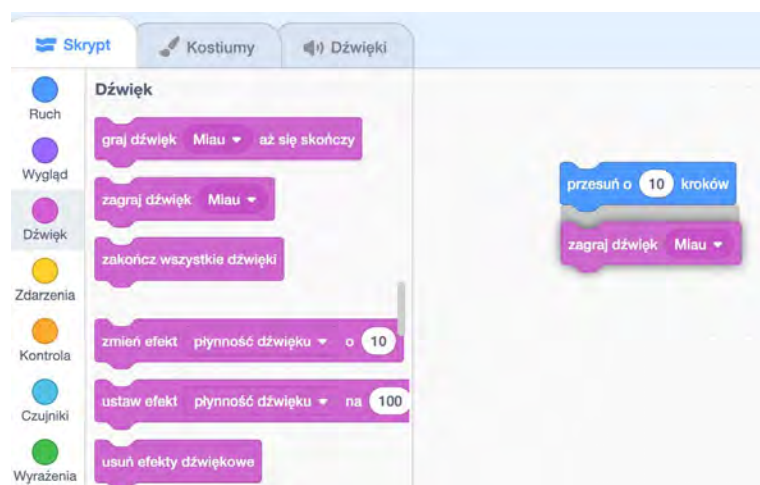 Skrypt
Kostiumy
Dźwięki
Ruch
Wygląd
Dźwięk
Zdarzenia
Kontrola
Czujniki
Wyrażenia
Dźwięk
graj dźwięk Miau aż się skończy
zagraj dźwięk Miau
zakończ wszystkie dźwięki
zmień efekt płynność dźwięku o 10
ustaw efekt płynność dźwięku na 100
usuń efekty dźwiękowe
przesuń o 10 kroków
zagraj dźwięk Miau